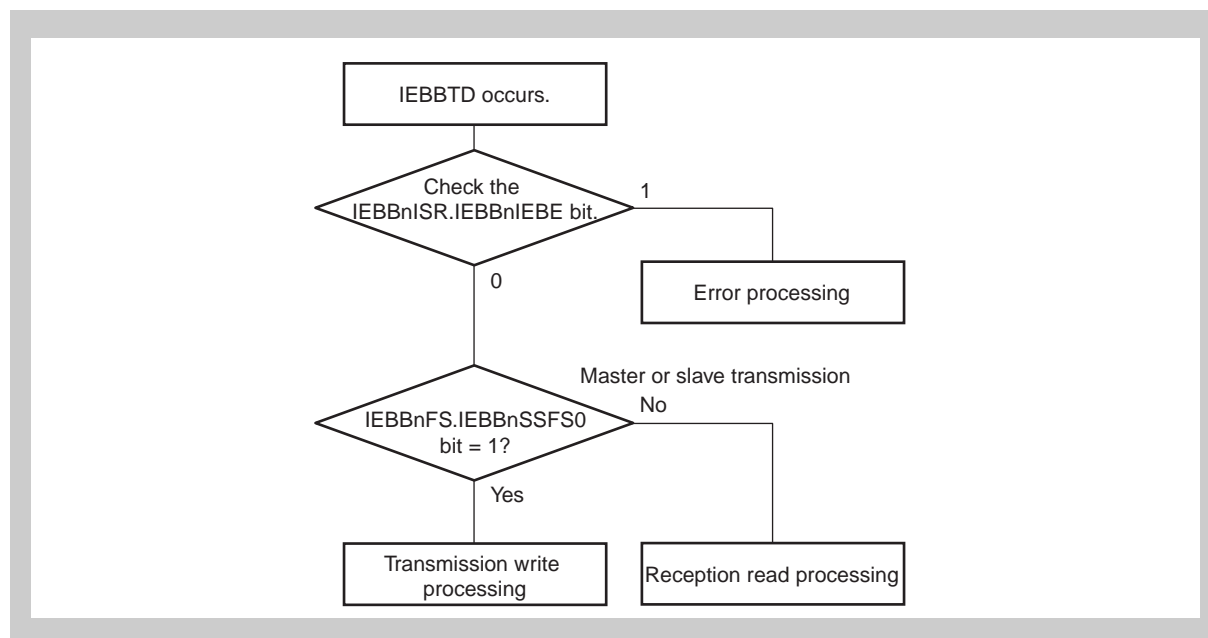 IEBBTD occurs.
Check the
IEBBnISR.IEBBnIEBE bit.
1
Error processing
0
Master or slave transmission
IEBBnFS.IEBBnSSFS0
bit = 1?
No
Yes
Transmission write
processing
Reception read processing